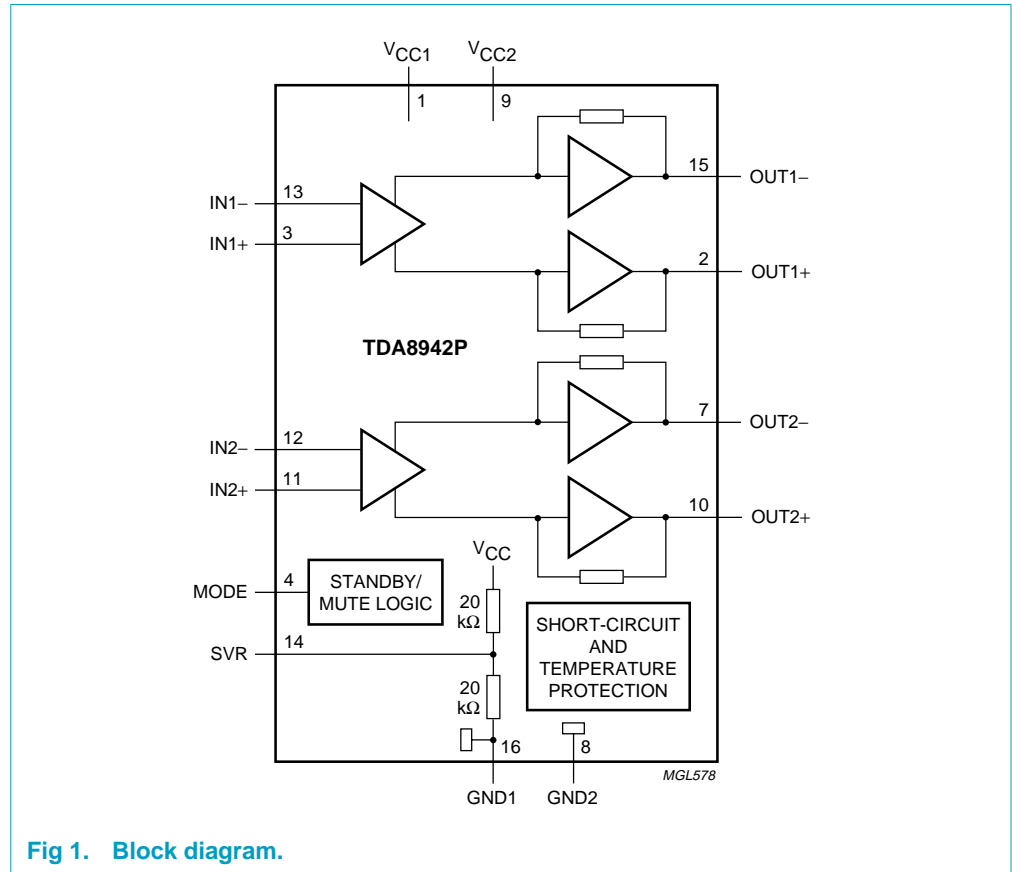 VCC1
VCC2
1
9
15
OUT1−
IN1−
13
IN1+
3
2
OUT1+
TDA8942P
7
OUT2−
IN2−
12
IN2+
11
10
OUT2+
VCC
MODE
4
STANDBY/
MUTE LOGIC
20
kΩ
SHORT-CIRCUIT
AND
TEMPERATURE
PROTECTION
SVR
14
20
kΩ
16
8
MGL578
GND1
GND2
Fig 1. Block diagram.